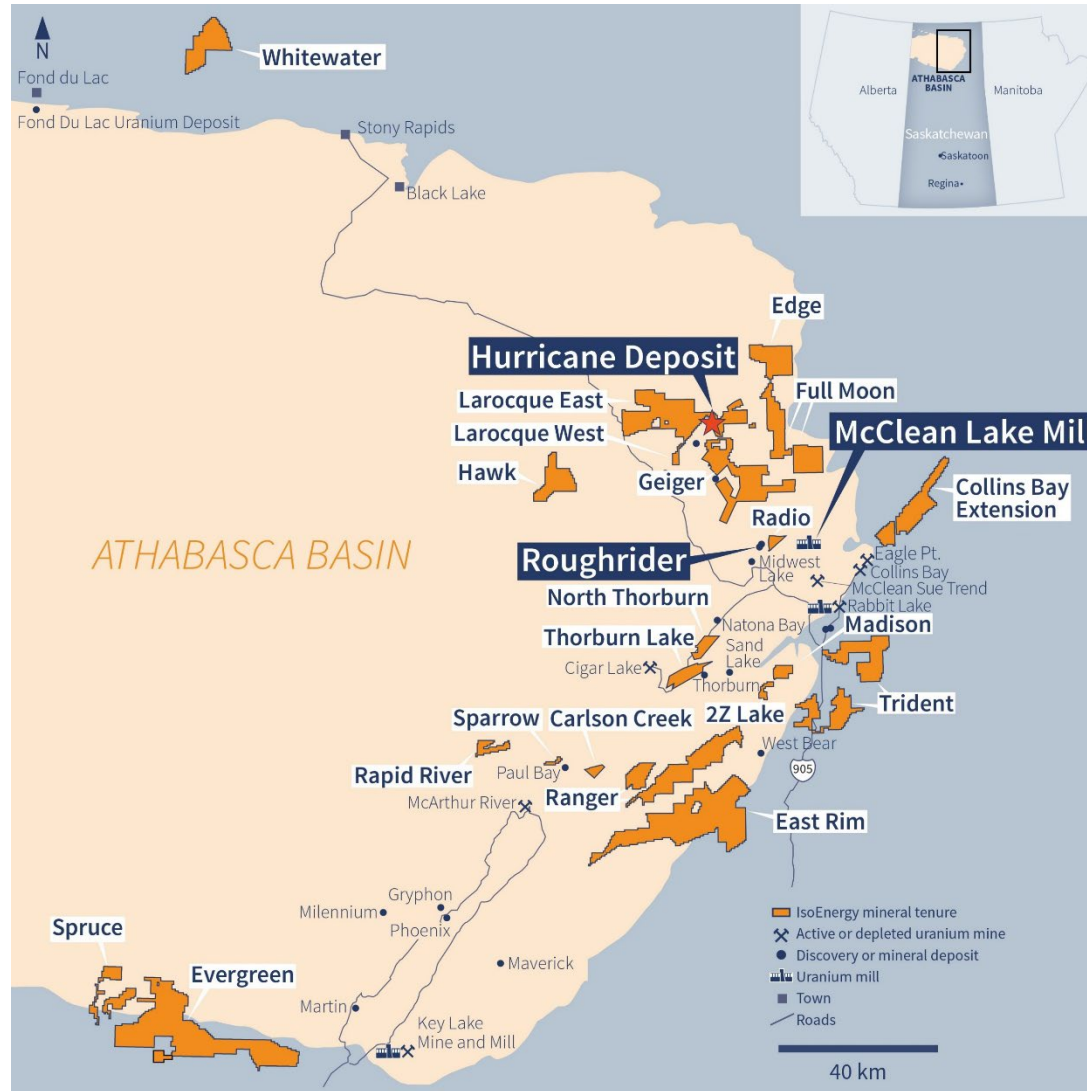 N
Whitewater
Fond du Lac
Fond Du Lac Uranium Deposit
Stony Rapids
Black Lake
Alberta
ATHABASCA
BASIN
Manitoba
Saskatchewan
Saskatoon
Regina
Edge
Hurricane Deposit
Full Moon
Larocque East
Larocque West
McClean Lake Mil
Hawk
Geiger
Collins Bay
Extension
Radio
ATHABASCA BASIN
Roughrider
Midwest
Lake
Eagle Pt.
Collins Bay
McClean Sue Trend
Rabbit Lake
North Thorburn
Natona Bay
Madison
Thorburn Lake
Sand
Lake
Cigar Lake
Thorburn
Trident
2Z Lake
Sparrow
Carlson Creek
West Bear
Rapid River
Paul Bay
905
Ranger
McArthur River
East Rim
Gryphon
Milennium
Phoenix
Spruce
Maverick
Evergreen
Martin
Key Lake
Mine and Mill
IsoEnergy mineral tenure
Active or depleted uranium mine
Discovery or mineral deposit
Uranium mill
Town
Roads
40 km